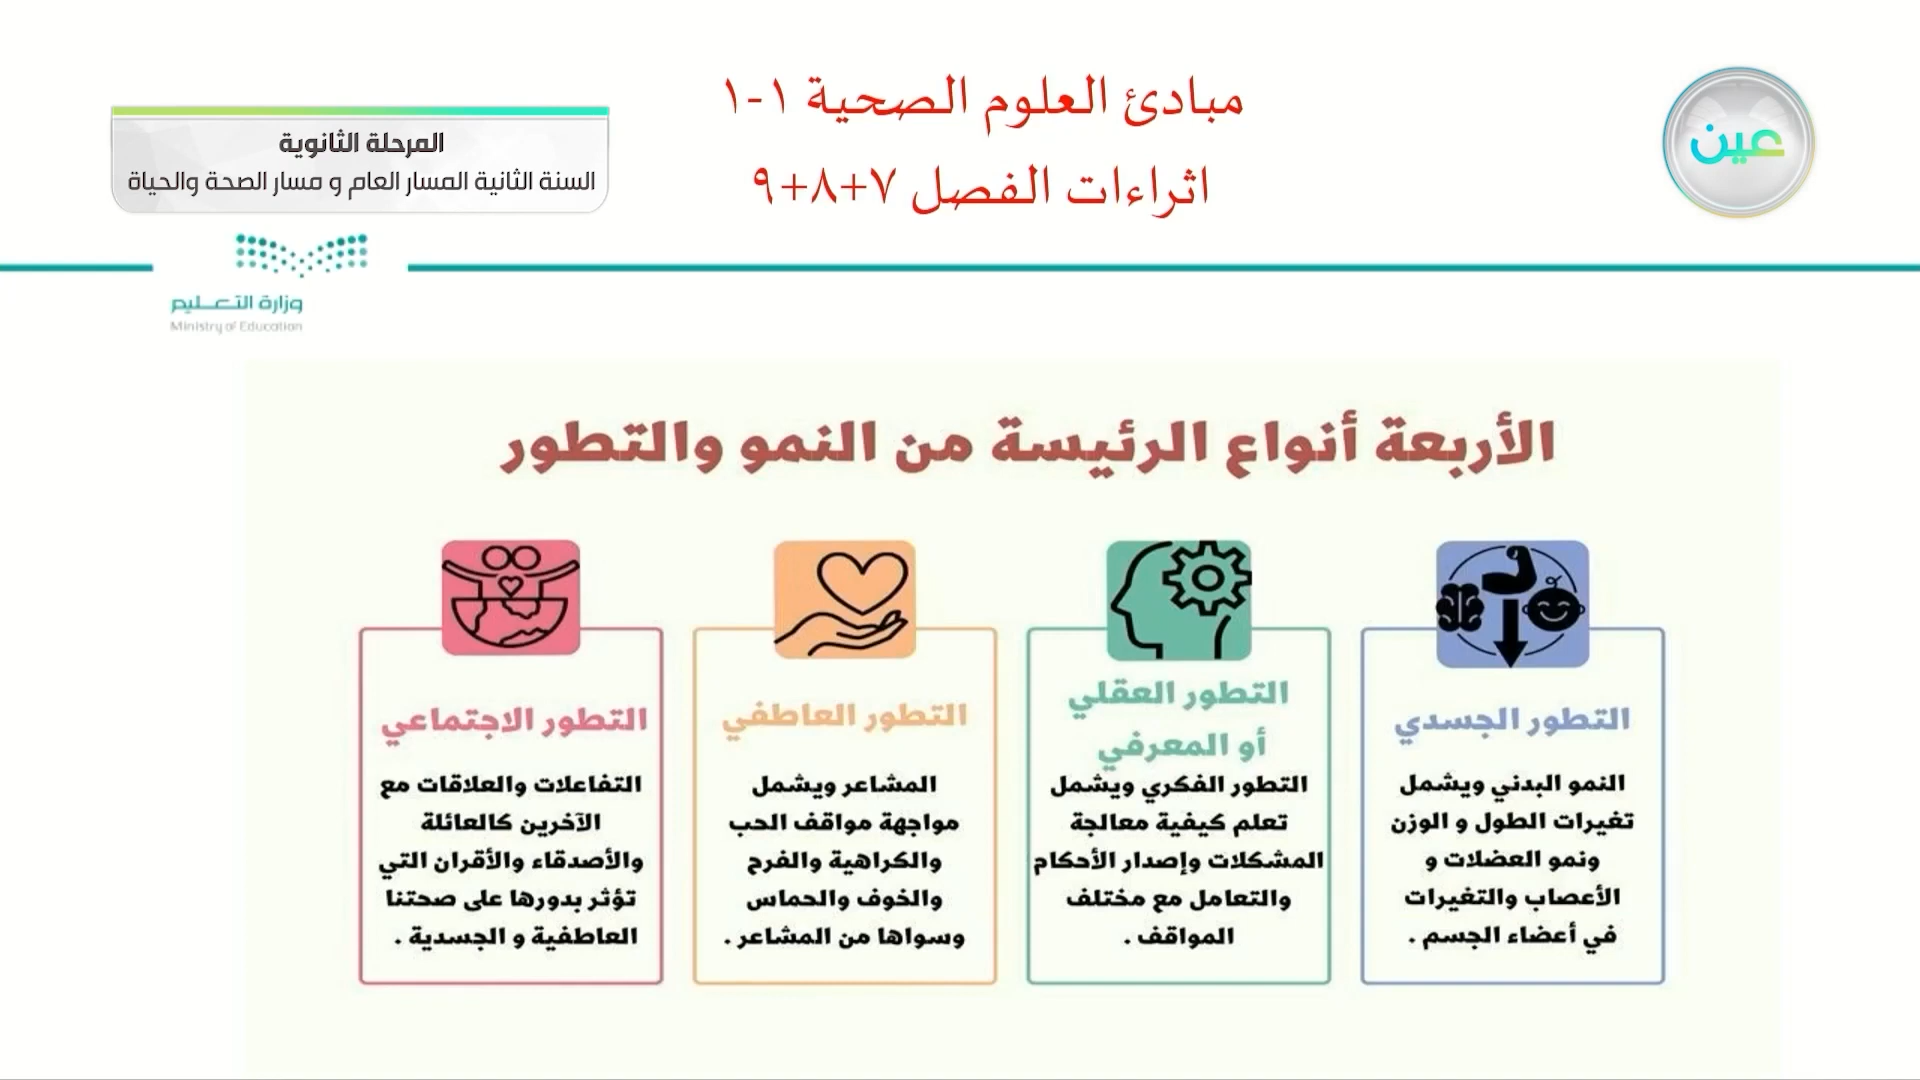 مبادئ العلوم الصحية ١-١
اثراءات الفصل ٧+٨+٩
عين
المرحلة الثانوية
السنة الثانية المسار العام و مسار الصحة والحياة
وزارة التعليم
Ministry of Education
الأربعة أنواع الرئيسة من النمو والتطور
التطور الجسدي
النمو البدني ويشمل
تغيرات الطول و الوزن
ونمو العضلات و
الأعصاب والتغيرات
في أعضاء الجسم .
التطور العقلي
أو المعرفي
التطور الفكري ويشمل
تعلم كيفية معالجة
المشكلات وإصدار الأحكام
والتعامل مع مختلف
المواقف .
التطور العاطفي
المشاعر ويشمل
مواجهة مواقف الحب
والكراهية والفرح
والخوف والحماس
وسواها من المشاعر .
التطور الاجتماعي
التفاعلات والعلاقات مع
الآخرين كالعائلة
والأصدقاء والأقران التي
تؤثر بدورها على صحتنا
العاطفية و الجسدية .